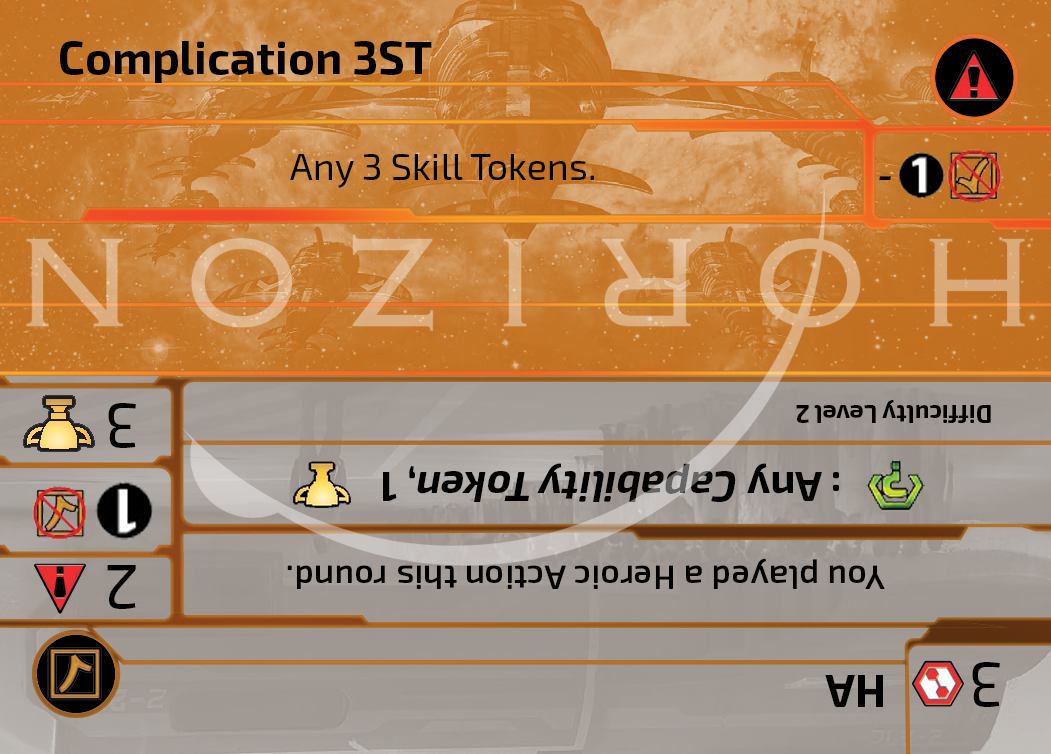 Complication 3ST
Any 3 Skill Tokens.
- 1
HORIZON
3 HA
You played a Heroic Action this round.
2
: Any Capability Token, 1
1
Difficulty Level 2
3